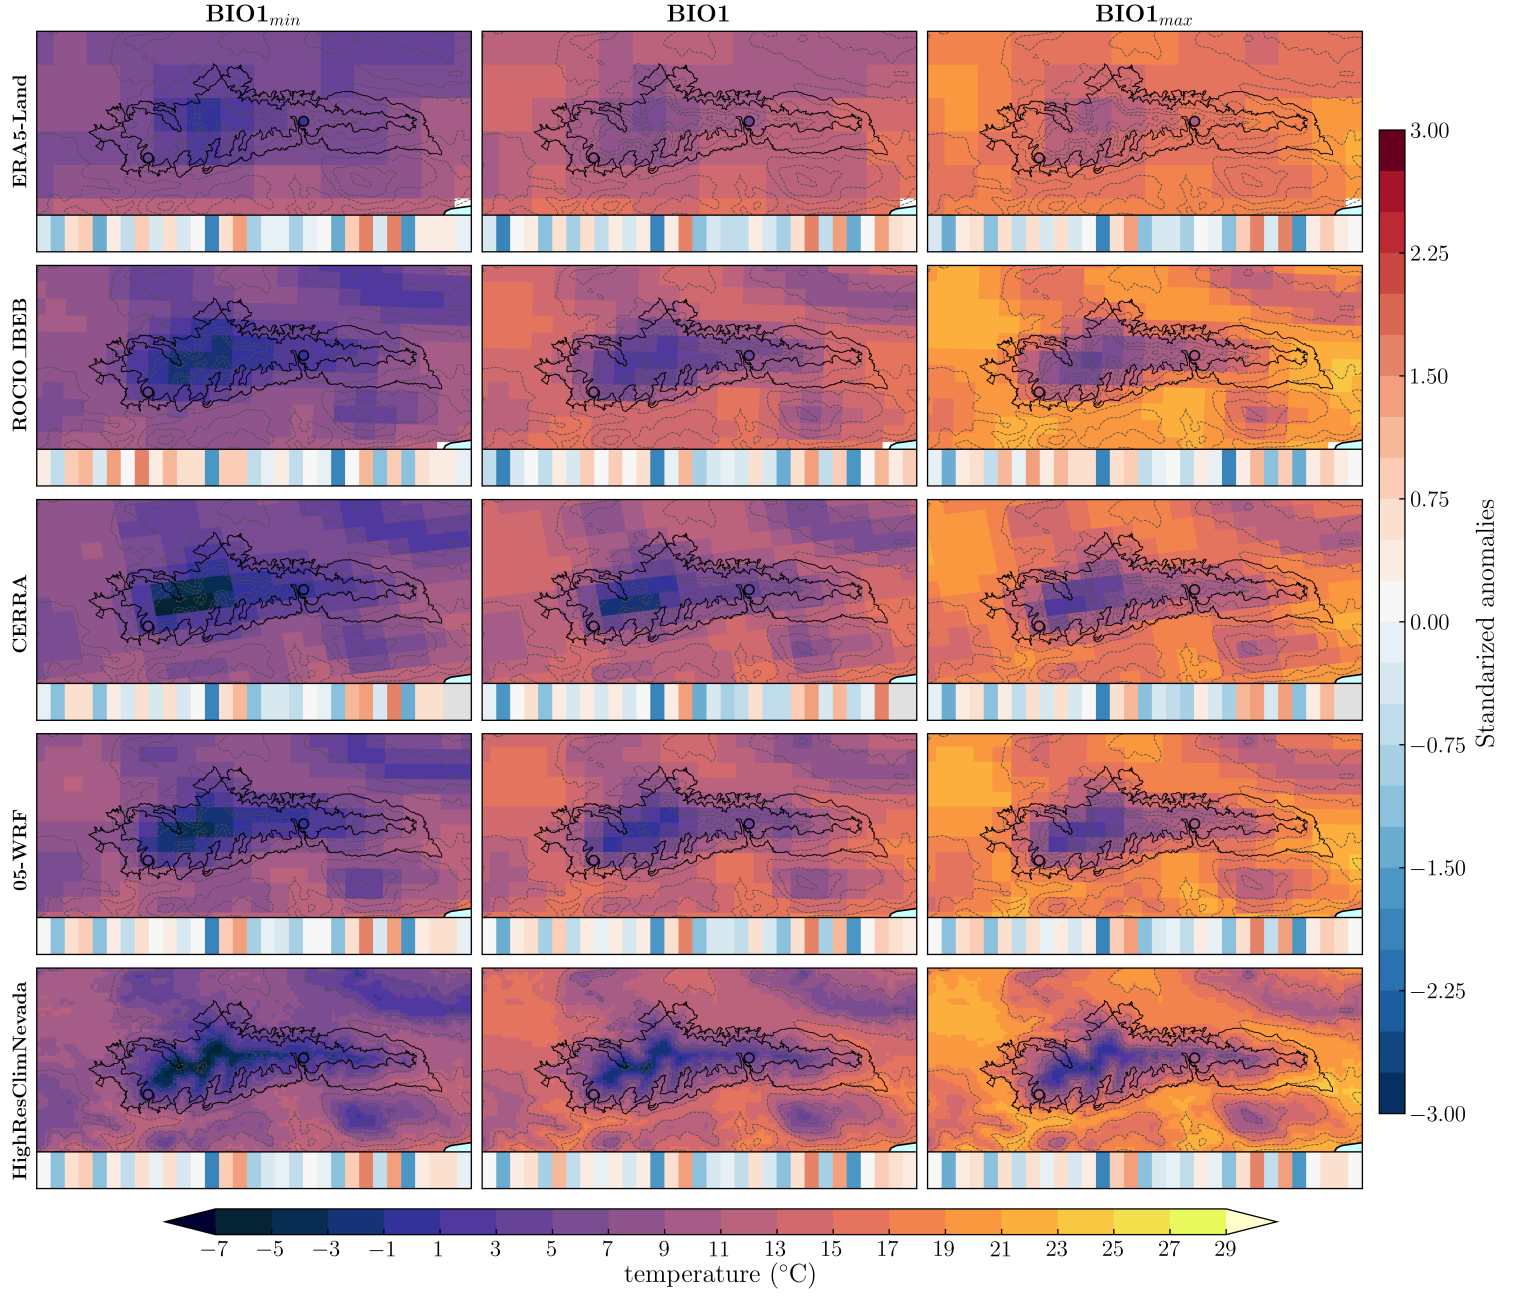 BIO1min BIO1 BIO1max
ERA5-Land
ROCIO_IBEB
CERRA
05-WRF
HighResClimNevada
3.00
2.25
1.50
0.75
0.00
−0.75
−1.50
−2.25
−3.00
Standarized anomalies
−7 −5 −3 −1 1 3 5 7 9 11 13 15 17 19 21 23 25 27 29
temperature (°C)